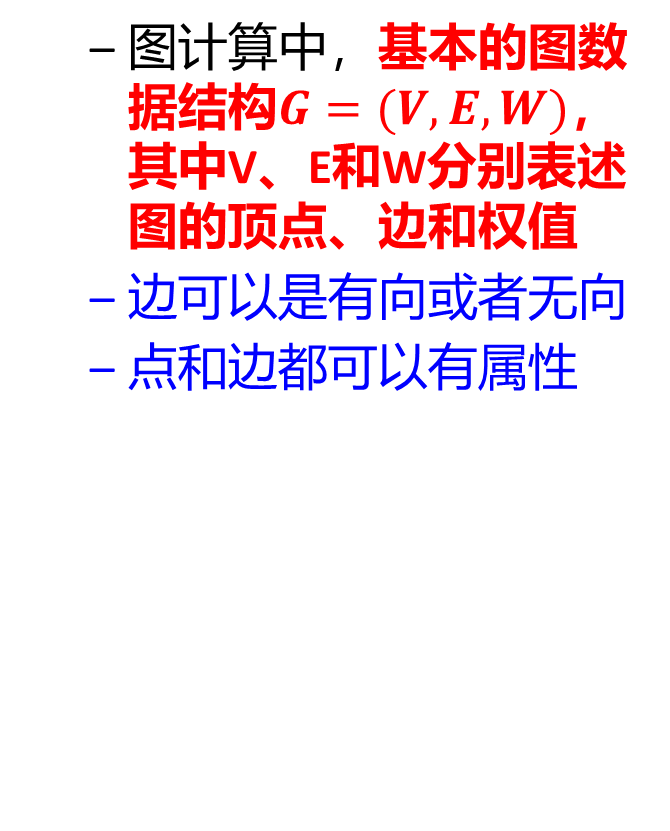 – 图计算中，基本的图数
据结构G = (V, E, W)，
其中V、E和W分别表述
图的顶点、边和权值
– 边可以是有向或者无向
– 点和边都可以有属性